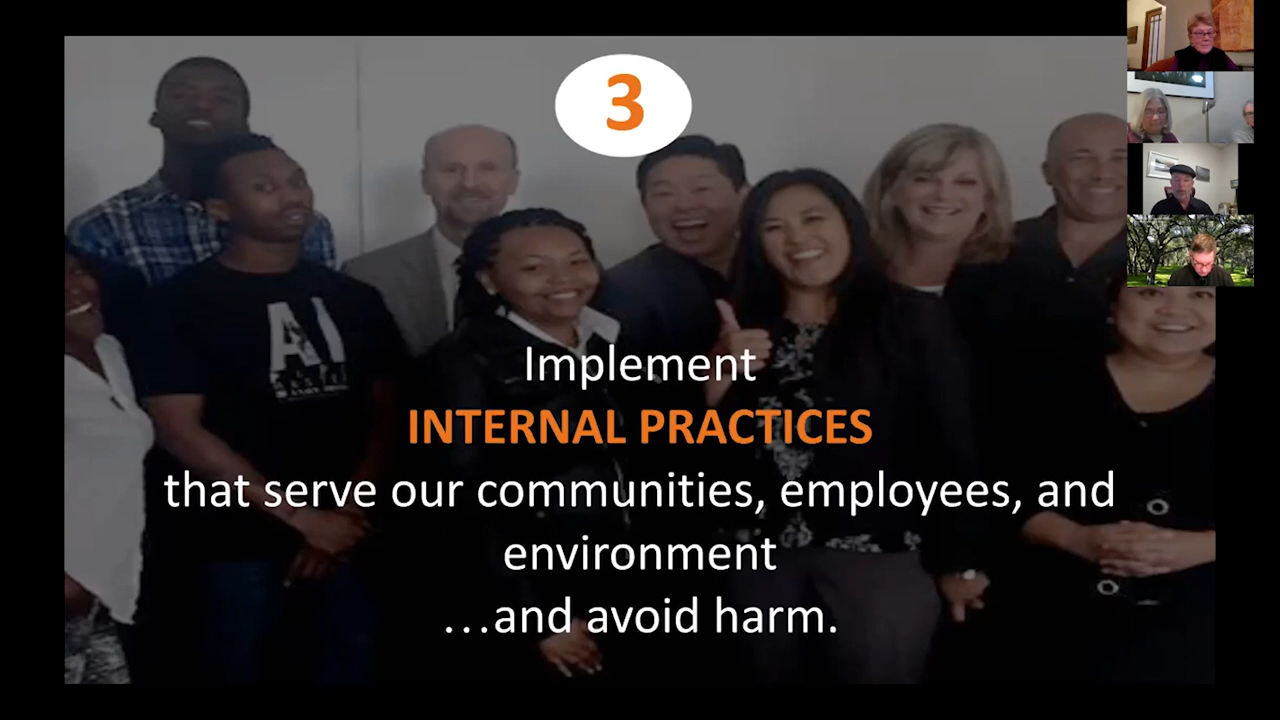 3
AI
Implement
INTERNAL PRACTICES
that serve our communities, employees, and
environment
…and avoid harm.